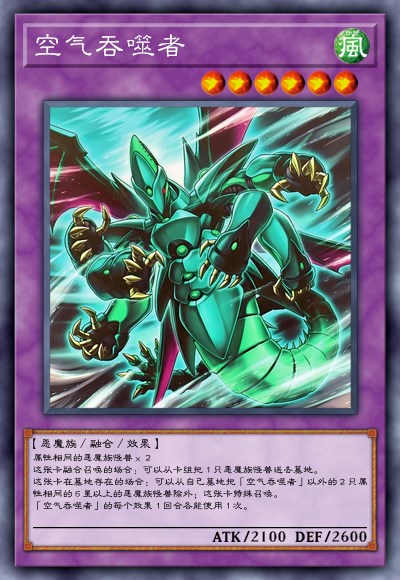 空气吞噬者
風
【恶魔族／融合／效果】
属性相同的恶魔族怪兽×2
这张卡融合召唤的场合：可以从卡组把1只恶魔族怪兽送去墓地。
这张卡在墓地存在的场合：可以从自己墓地把「空气吞噬者」以外的2只属
性相同的6星以上的恶魔族怪兽除外；这张卡特殊召唤。
「空气吞噬者」的每个效果1回合各能使用1次。
ATK/2100 DEF/2600